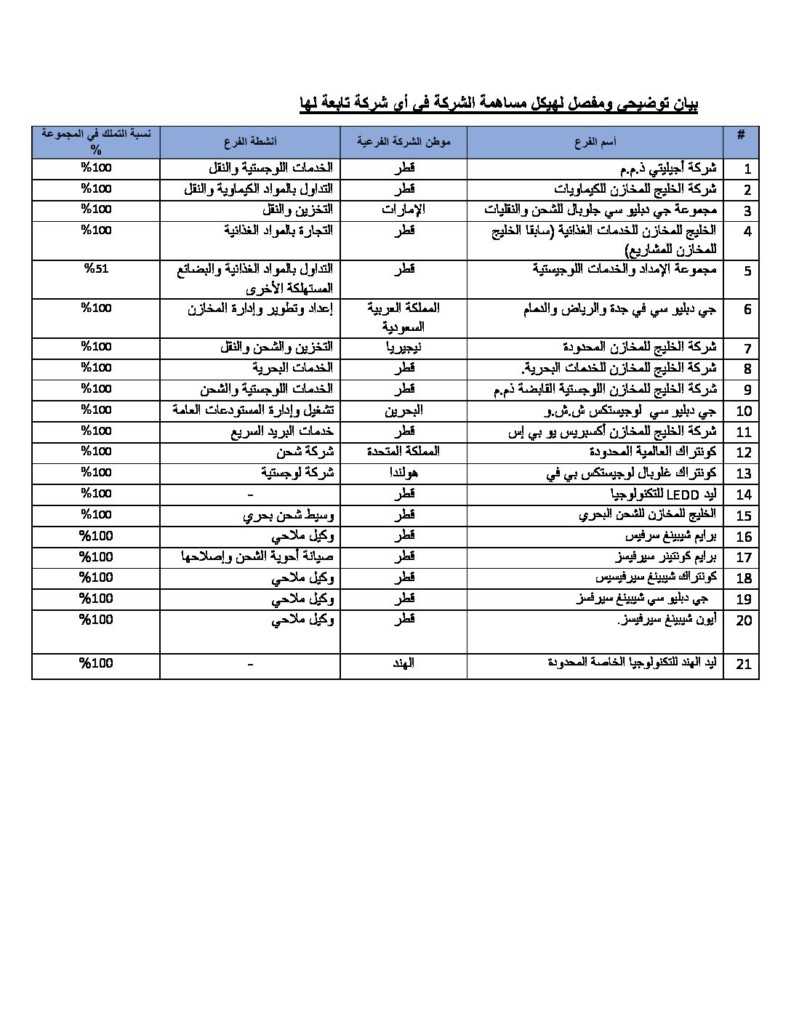 بيان توضيحي ومفصل لهيكل مساهمة الشركة في أي شركة تابعة لها
# أسم الفرع موطن الشركة الفرعية أنشطة الفرع نسبة التملك في المجموعة %
1 شركة أجيليتي ذ.م.م قطر الخدمات اللوجستية والنقل %100
2 شركة الخليج للمخازن للكيماويات قطر التداول بالمواد الكيماوية والنقل %100
3 مجموعة جي دبليو سي جلوبال للشحن والنقليات الإمارات التخزين والنقل %100
4 الخليج للمخازن للخدمات الغذائية (سابقا الخليج للمخازن للمشاريع) قطر التجارة بالمواد الغذائية %100
5 مجموعة الإمداد والخدمات اللوجيستية قطر التداول بالمواد الغذائية والبضائع المستهلكة الأخرى %51
6 جي دبليو سي في جدة والرياض والدمام المملكة العربية السعودية إعداد وتطوير وإدارة المخازن %100
7 شركة الخليج للمخازن المحدودة نيجيريا التخزين والشحن والنقل %100
8 شركة الخليج للمخازن للخدمات البحرية. قطر الخدمات البحرية %100
9 شركة الخليج للمخازن اللوجستية القابضة ذم.م قطر الخدمات اللوجستية والشحن %100
10 جي دبليو سي لوجيستكس ش.ش.و البحرين تشغيل وإدارة المستودعات العامة %100
11 شركة الخليج للمخازن أكسبريس يو بي إس قطر خدمات البريد السريع %100
12 كونتراك العالمية المحدودة المملكة المتحدة شركة شحن %100
13 كونتراك غلوبال لوجيستكس بي في هولندا شركة لوجستية %100
14 ليد LEDD للتكنولوجيا قطر – %100
15 الخليج للمخازن للشحن البحري قطر وسيط شحن بحري %100
16 برايم شيبينغ سرفيس قطر وكيل ملاحي %100
17 برايم كونتينر سيرفيسز قطر صيانة أحوية الشحن وإصلاحها %100
18 كونتراك شيبينغ سيرفيسيس قطر وكيل ملاحي %100
19 جي دبليو سي شيبينغ سيرفسز قطر وكيل ملاحي %100
20 أيون شيبينغ سيرفيسز. قطر وكيل ملاحي %100
21 ليد الهند للتكنولوجيا الخاصة المحدودة الهند – %100